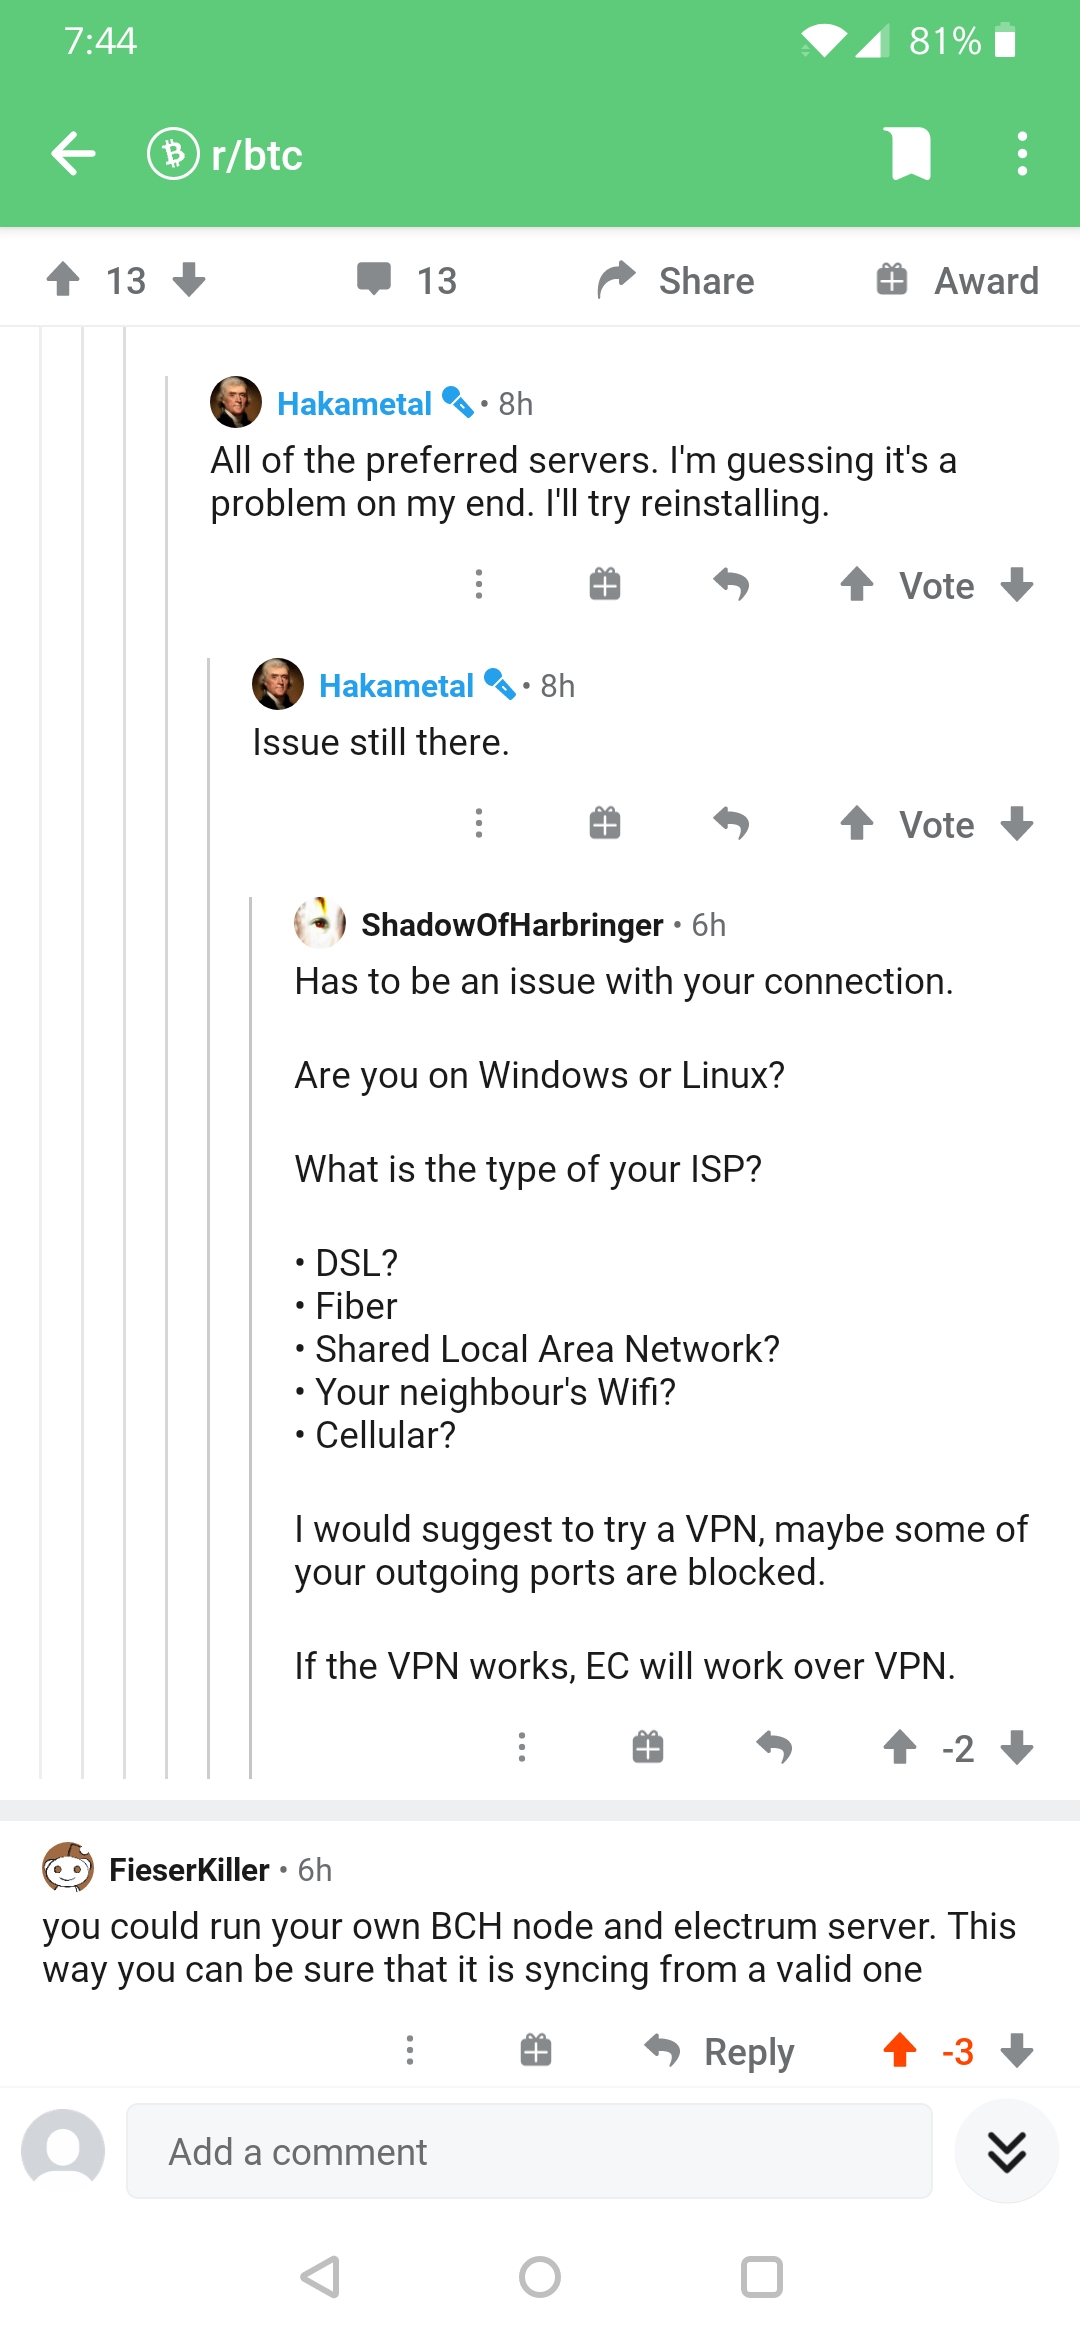 7:44
81%
r/btc
13
13
Share
Award
Hakametal • 8h
All of the preferred servers. I'm guessing it's a
problem on my end. I'll try reinstalling.
Vote
Hakametal • 8h
Issue still there.
Vote
ShadowOfHarbringer • 6h
Has to be an issue with your connection.
Are you on Windows or Linux?
What is the type of your ISP?
• DSL?
• Fiber
• Shared Local Area Network?
• Your neighbour's Wifi?
• Cellular?
I would suggest to try a VPN, maybe some of
your outgoing ports are blocked.
If the VPN works, EC will work over VPN.
-2
FieserKiller • 6h
you could run your own BCH node and electrum server. This
way you can be sure that it is syncing from a valid one
Reply
-3
Add a comment